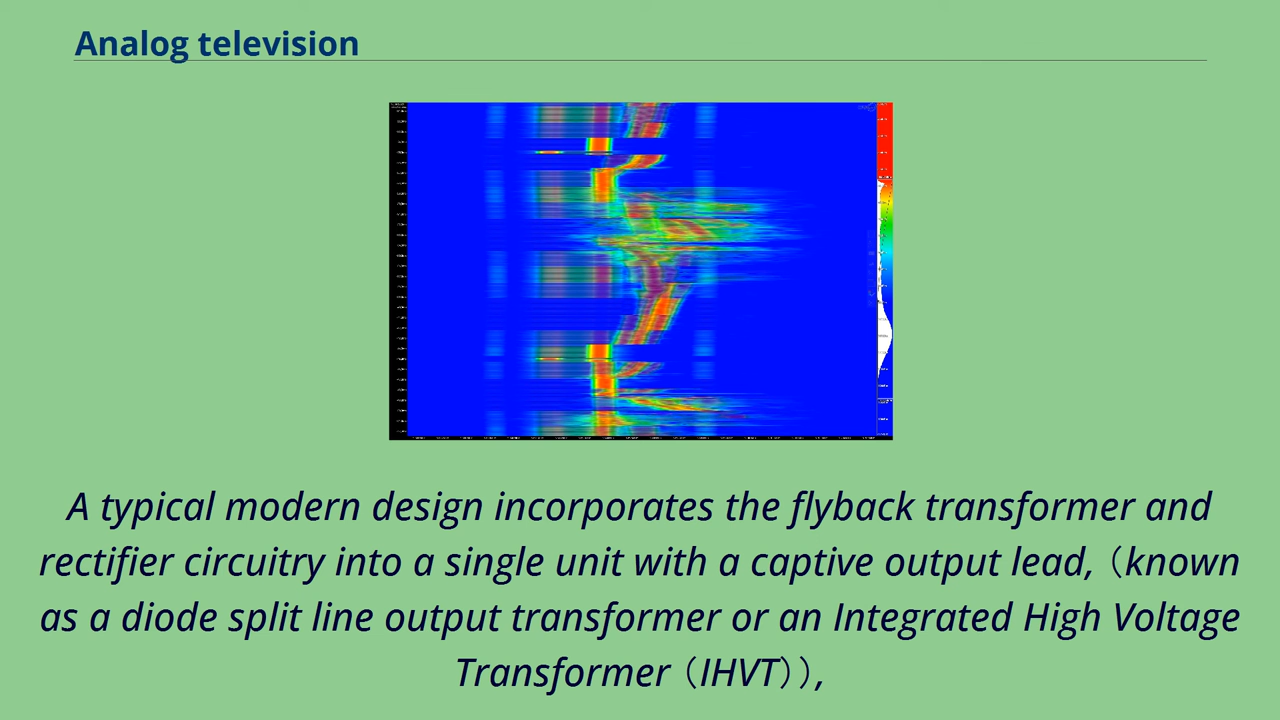 Analog television
A typical modern design incorporates the flyback transformer and
rectifier circuitry into a single unit with a captive output lead,（known
as a diode split line output transformer or an Integrated High Voltage
Transformer（IHVT））,